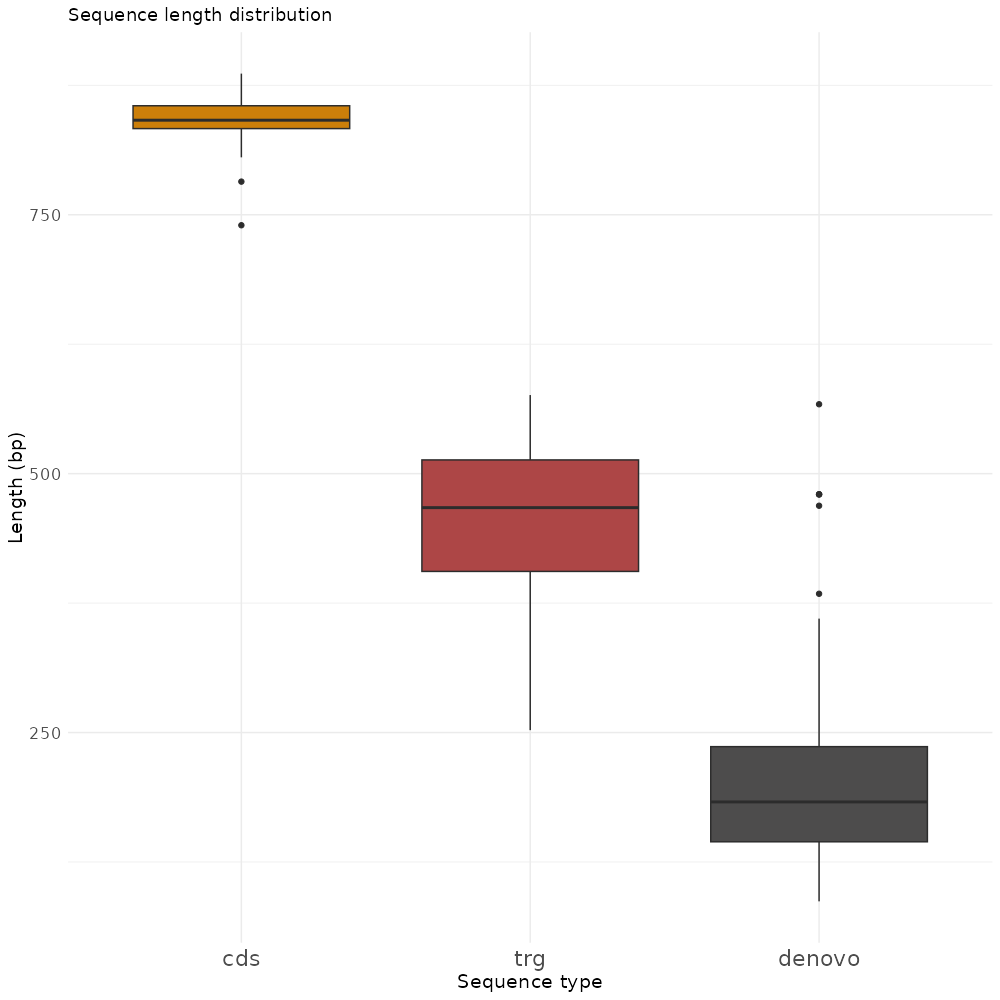 Sequence length distribution
Length (bp)
750
500
250
cds trg denovo
Sequence type